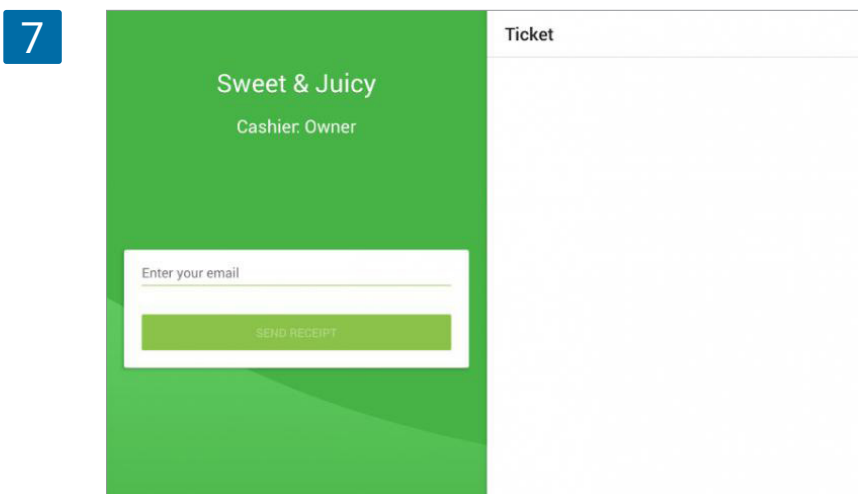 7
Ticket
Sweet & Juicy
Cashier: Owner
Enter your email
SEND RECEIPT